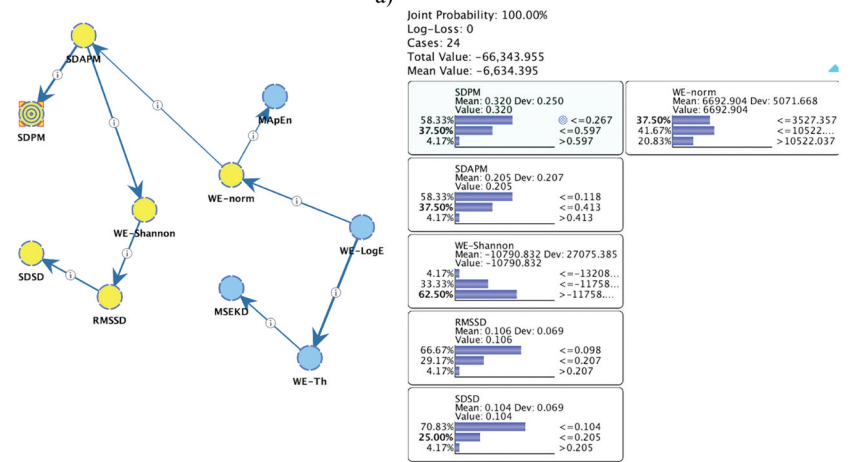 a)
SDAPM
SDPM
MApEn
WE-norm
WE-Shannon
WE-LogE
SDSD
RMSSD
MSEKD
WE-Th
Joint Probability: 100.00%
Log-Loss: 0
Cases: 24
Total Value: -66,343.955
Mean Value: -6,634.395
SDPM
Mean: 0.320 Dev: 0.250
Value: 0.320
58.33% <=0.267
37.50% <=0.597
4.17% >0.597
WE-norm
Mean: 6692.904 Dev: 5071.668
Value: 6692.904
37.50% <=3527.357
41.67% <=10522....
20.83% >10522.037
SDAPM
Mean: 0.205 Dev: 0.207
Value: 0.205
58.33% <=0.118
37.50% <=0.413
4.17% >0.413
WE-Shannon
Mean: -10790.832 Dev: 27075.385
Value: -10790.832
4.17% <=-13208...
33.33% <=-11758...
62.50% >-11758....
RMSSD
Mean: 0.106 Dev: 0.069
Value: 0.106
66.67% <=0.098
29.17% <=0.207
4.17% >0.207
SDSD
Mean: 0.104 Dev: 0.069
Value: 0.104
70.83% <=0.104
25.00% <=0.205
4.17% >0.205